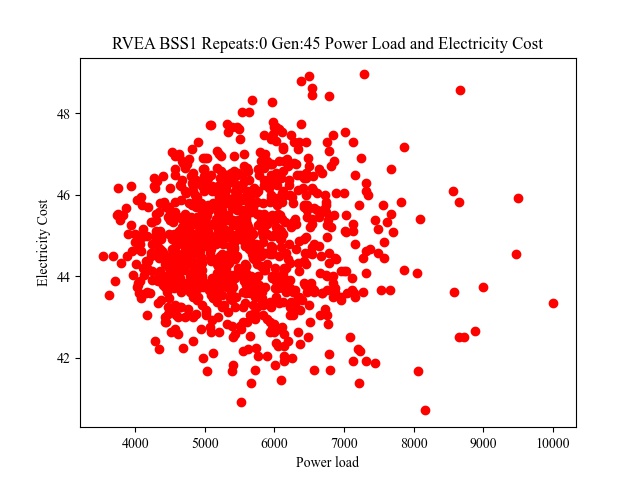 RVEA BSS1 Repeats:0 Gen:45 Power Load and Electricity Cost
48
46
44
42
Electricity Cost
4000 5000 6000 7000 8000 9000 10000
Power load